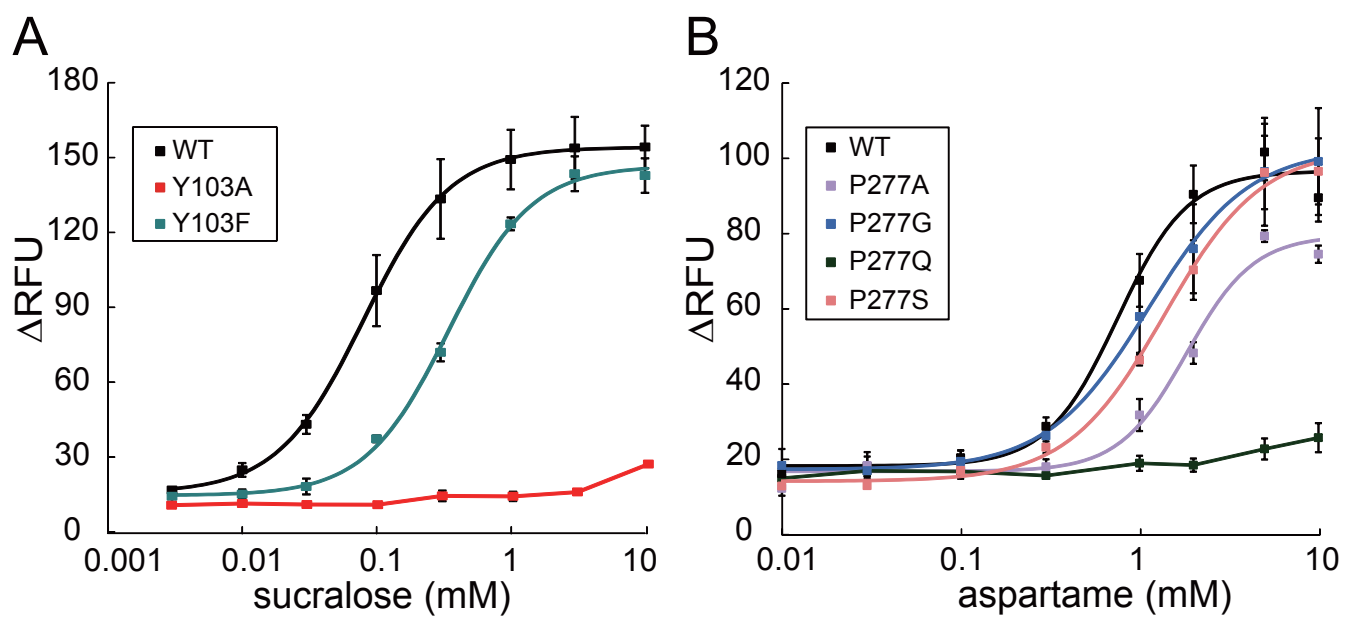 A
ΔRFU
180
150
120
90
60
30
0
WT
Y103A
Y103F
0.001 0.01 0.1 1 10
sucralose (mM)
B
ΔRFU
120
100
80
60
40
20
0
WT
P277A
P277G
P277Q
P277S
0.01 0.1 1 10
aspartame (mM)